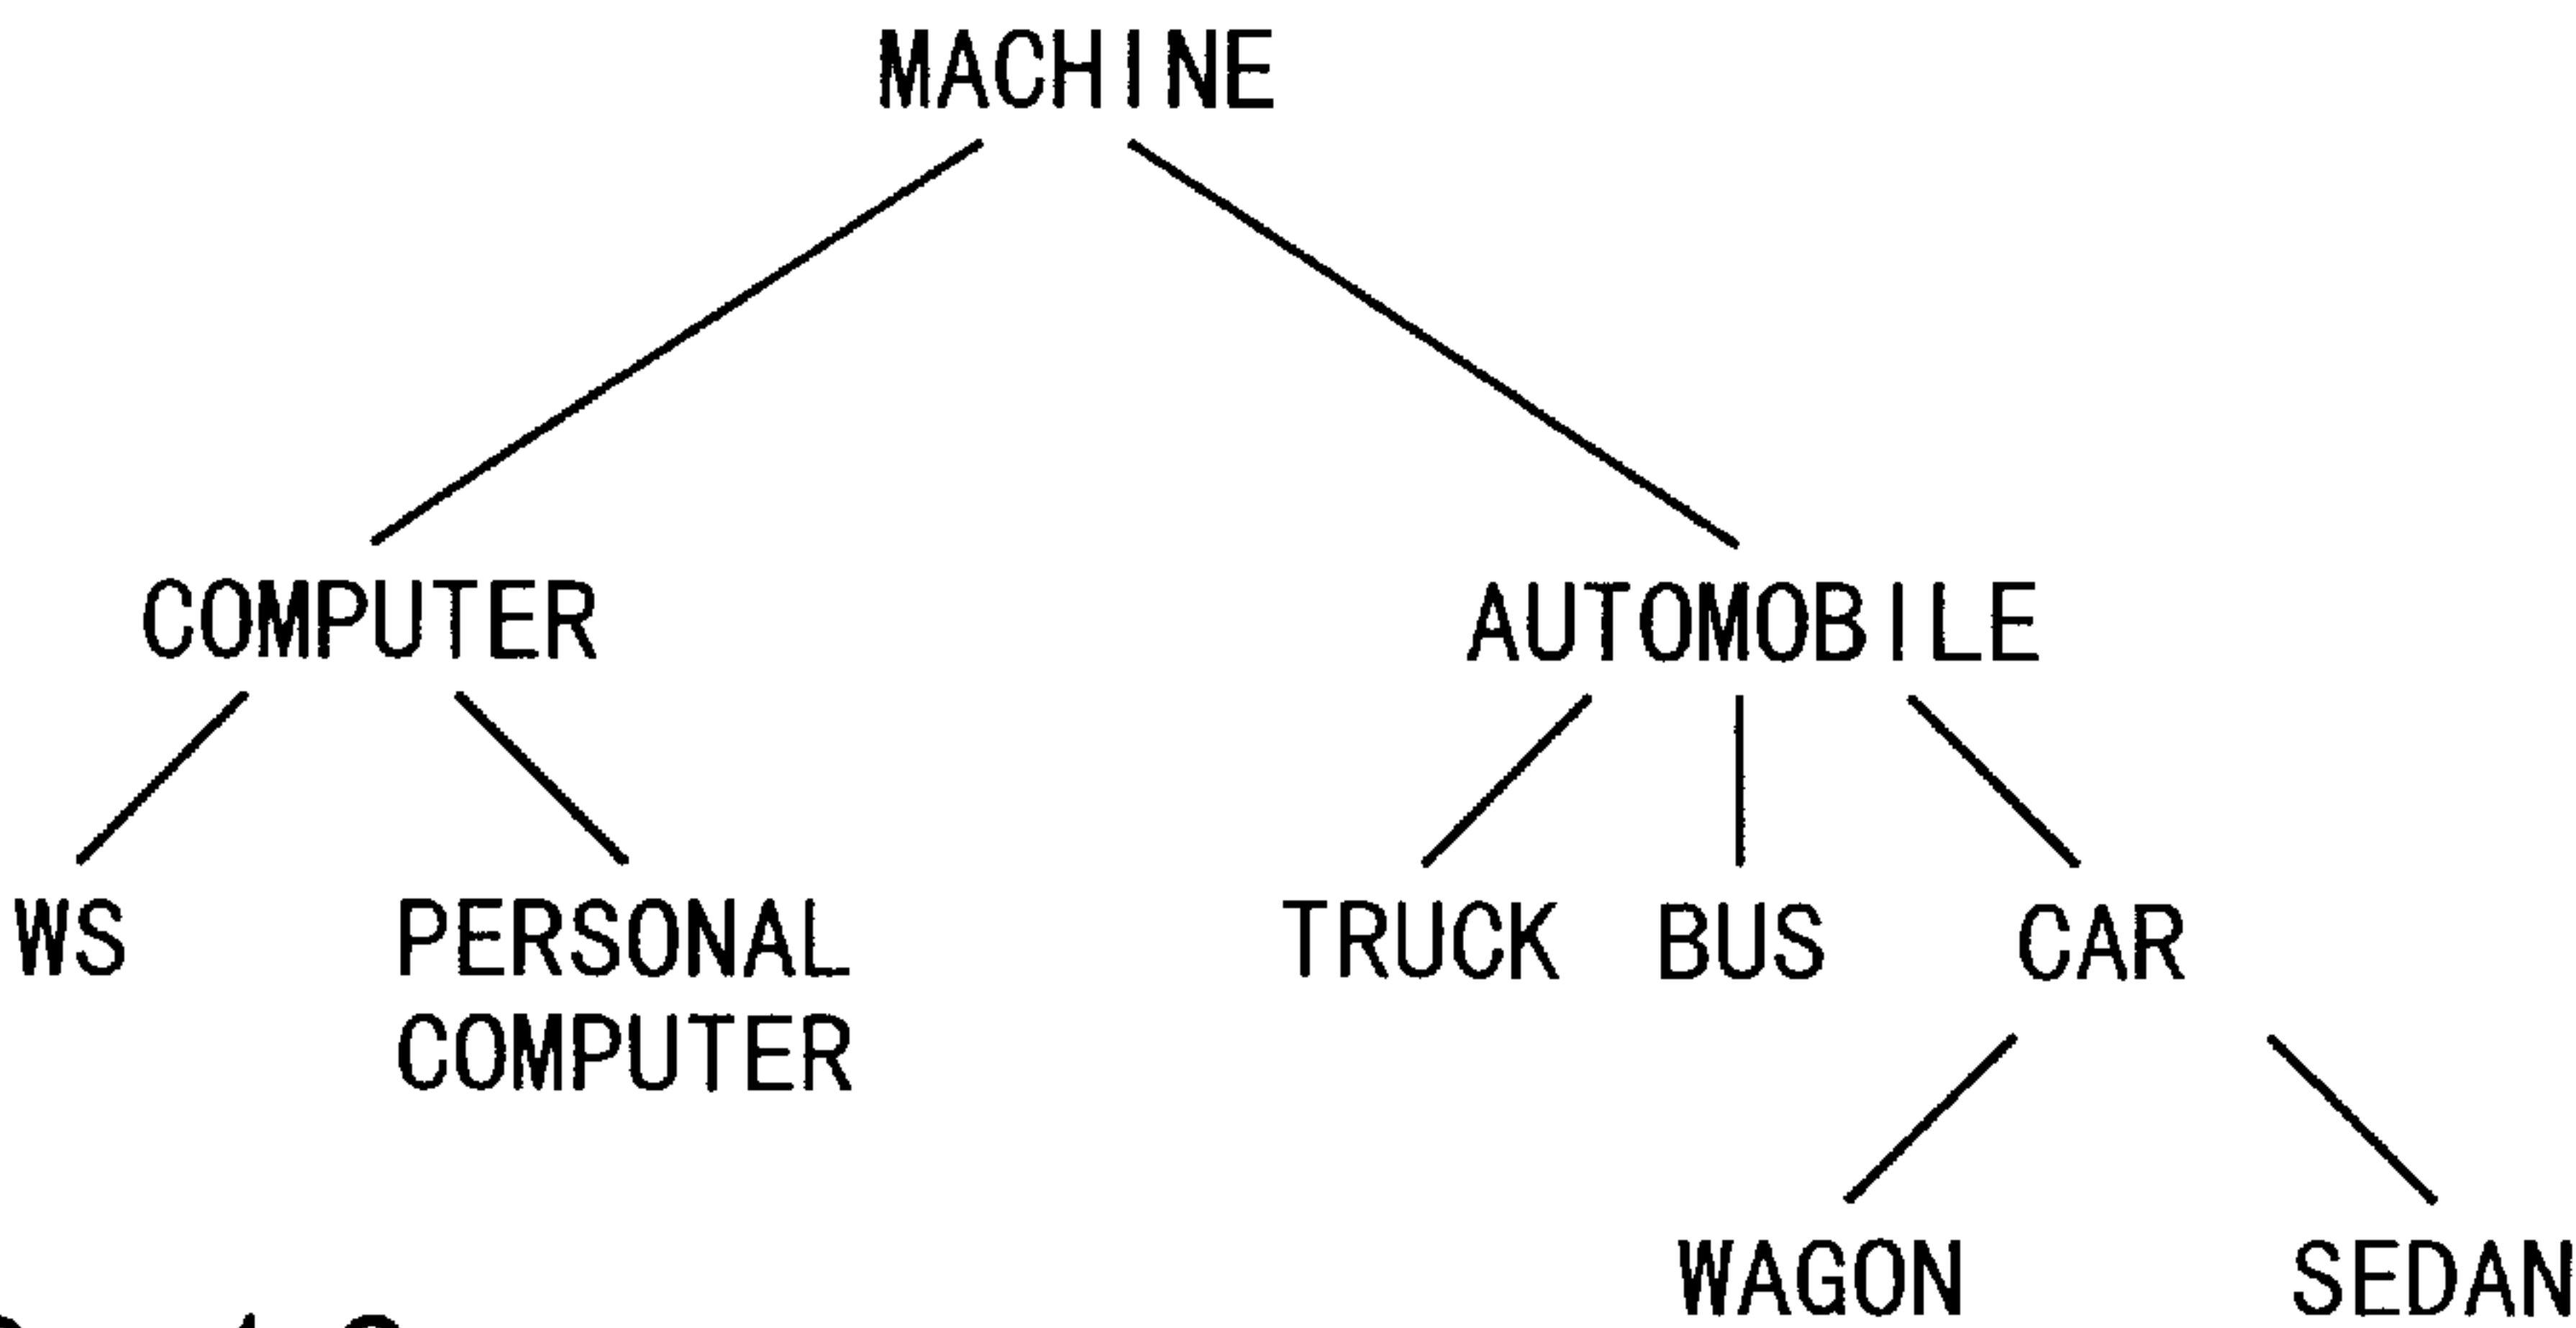 MACHINE
COMPUTER AUTOMOBILE
WS PERSONAL TRUCK BUS CAR
COMPUTER
WAGON SEDAN